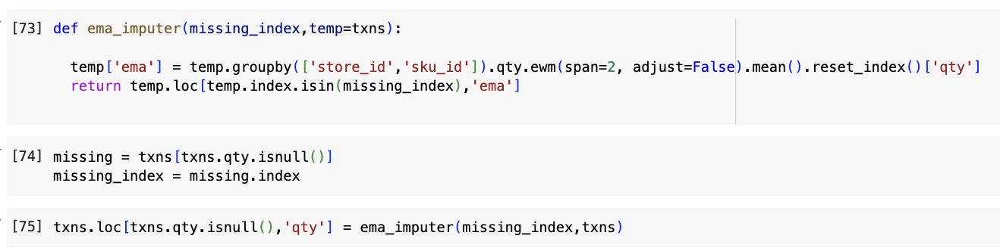 [73] def ema_imputer(missing_index,temp=txns):
temp['ema'] = temp.groupby(['store_id','sku_id']).qty.ewm(span=2, adjust=False).mean().reset_index()['qty']
return temp.loc[temp.index.isin(missing_index),'ema']
[74] missing = txns[txns.qty.isnull()]
missing_index = missing.index
[75] txns.loc[txns.qty.isnull(),'qty'] = ema_imputer(missing_index,txns)